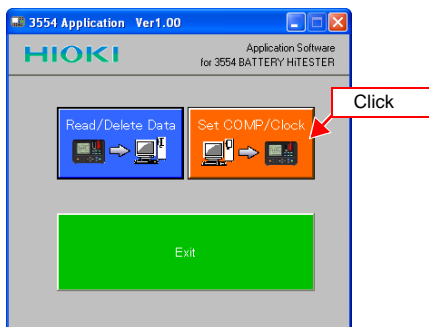 3554 Application Ver1.00
HIOKI
Application Software
for 3554 BATTERY HiTESTER
Click
Read/Delete Data
Set COMP/Clock
Exit